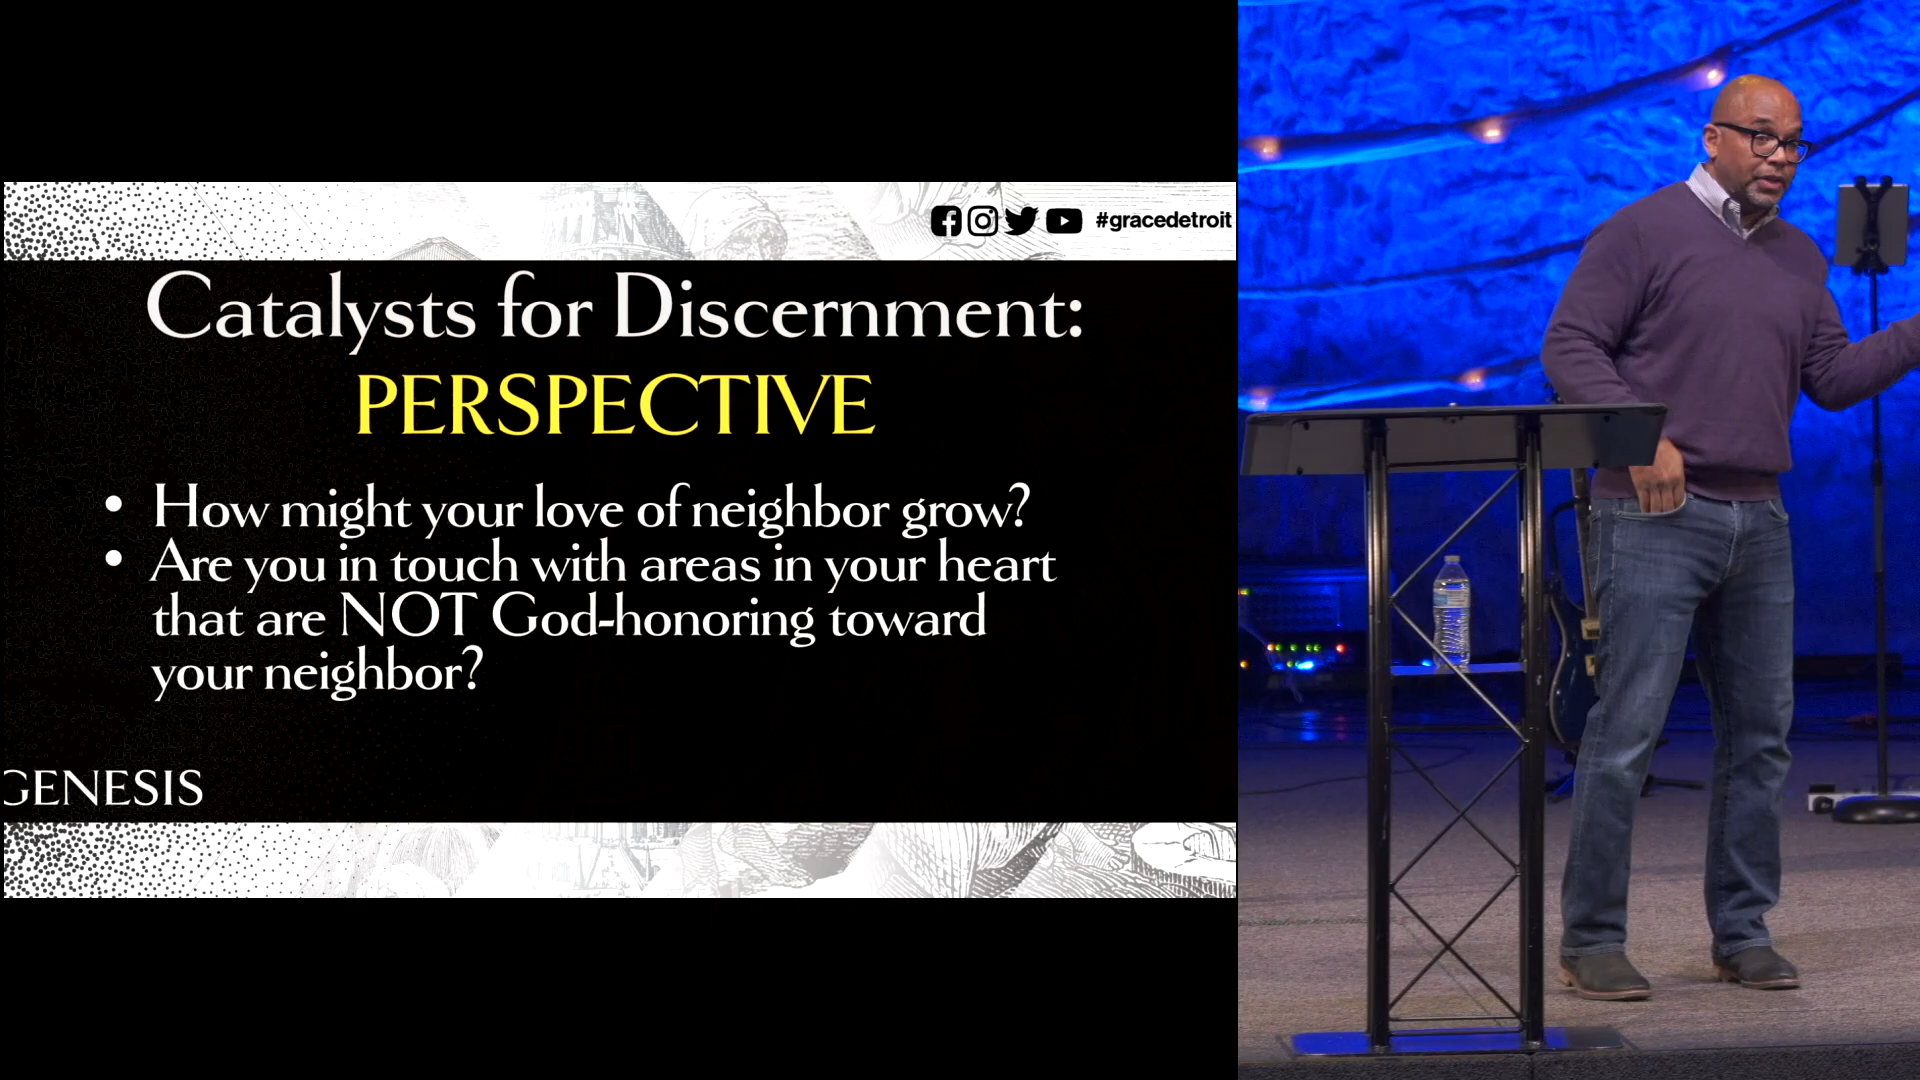 #gracedetroit
Catalysts for Discernment:
PERSPECTIVE
• How might your love of neighbor grow?
• Are you in touch with areas in your heart
that are NOT God-honoring toward
your neighbor?
GENESIS